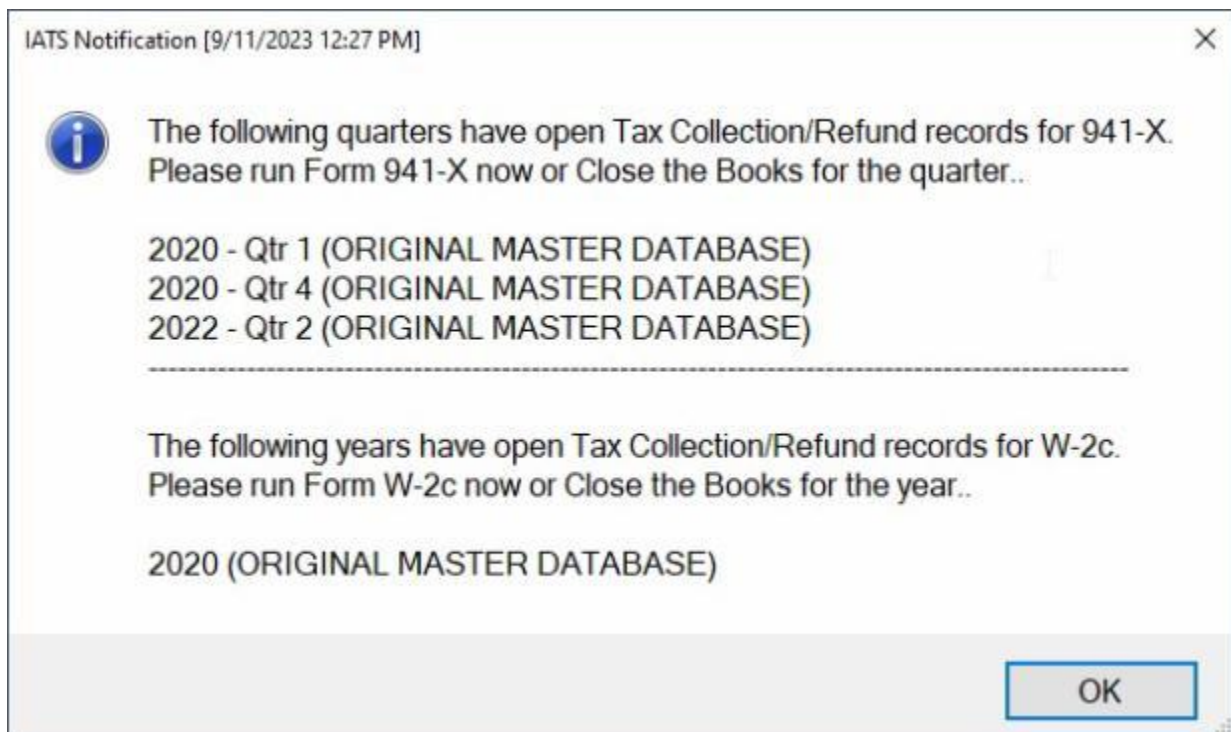 IATS Notification [9/11/2023 12:27 PM]
The following quarters have open Tax Collection/Refund records for 941-X.
Please run Form 941-X now or Close the Books for the quarter..
2020 - Qtr 1 (ORIGINAL MASTER DATABASE)
2020 - Qtr 4 (ORIGINAL MASTER DATABASE)
2022 - Qtr 2 (ORIGINAL MASTER DATABASE)
--------------------------------------------------------------------------------------------------
The following years have open Tax Collection/Refund records for W-2c.
Please run Form W-2c now or Close the Books for the year..
2020 (ORIGINAL MASTER DATABASE)
OK